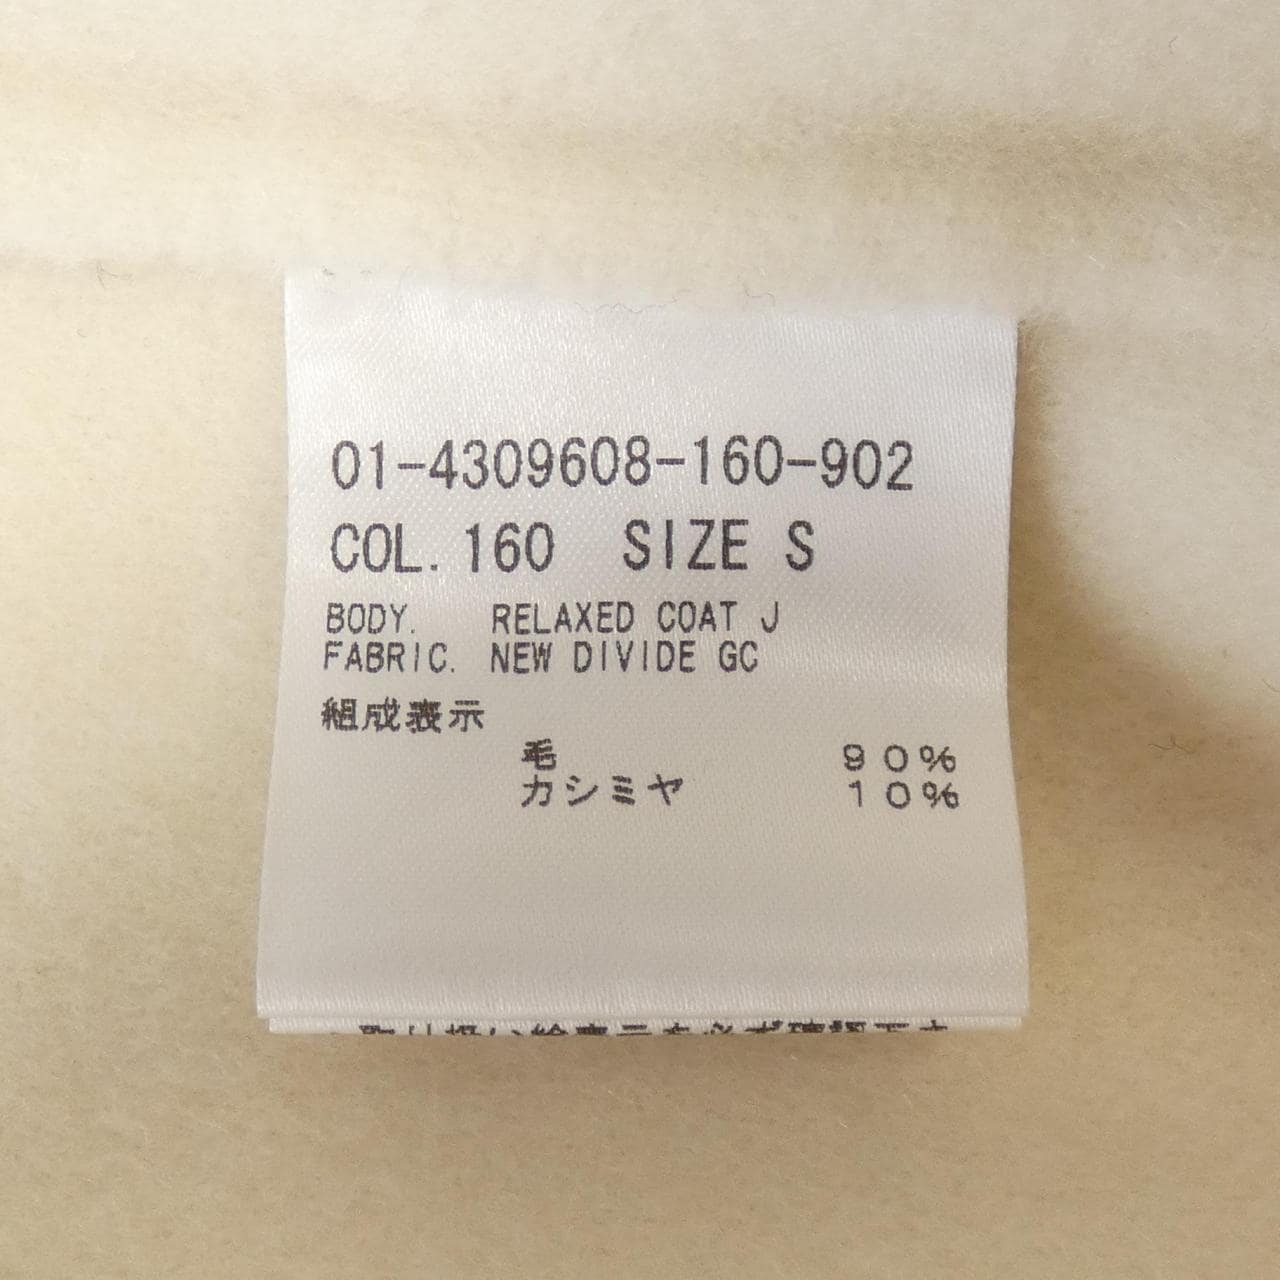 01-4309608-160-902
COL. 160 SIZE S
BODY. RELAXED COAT J
FABRIC. NEW DIVIDE GC
組成表示
毛 90%
カシミヤ 10%